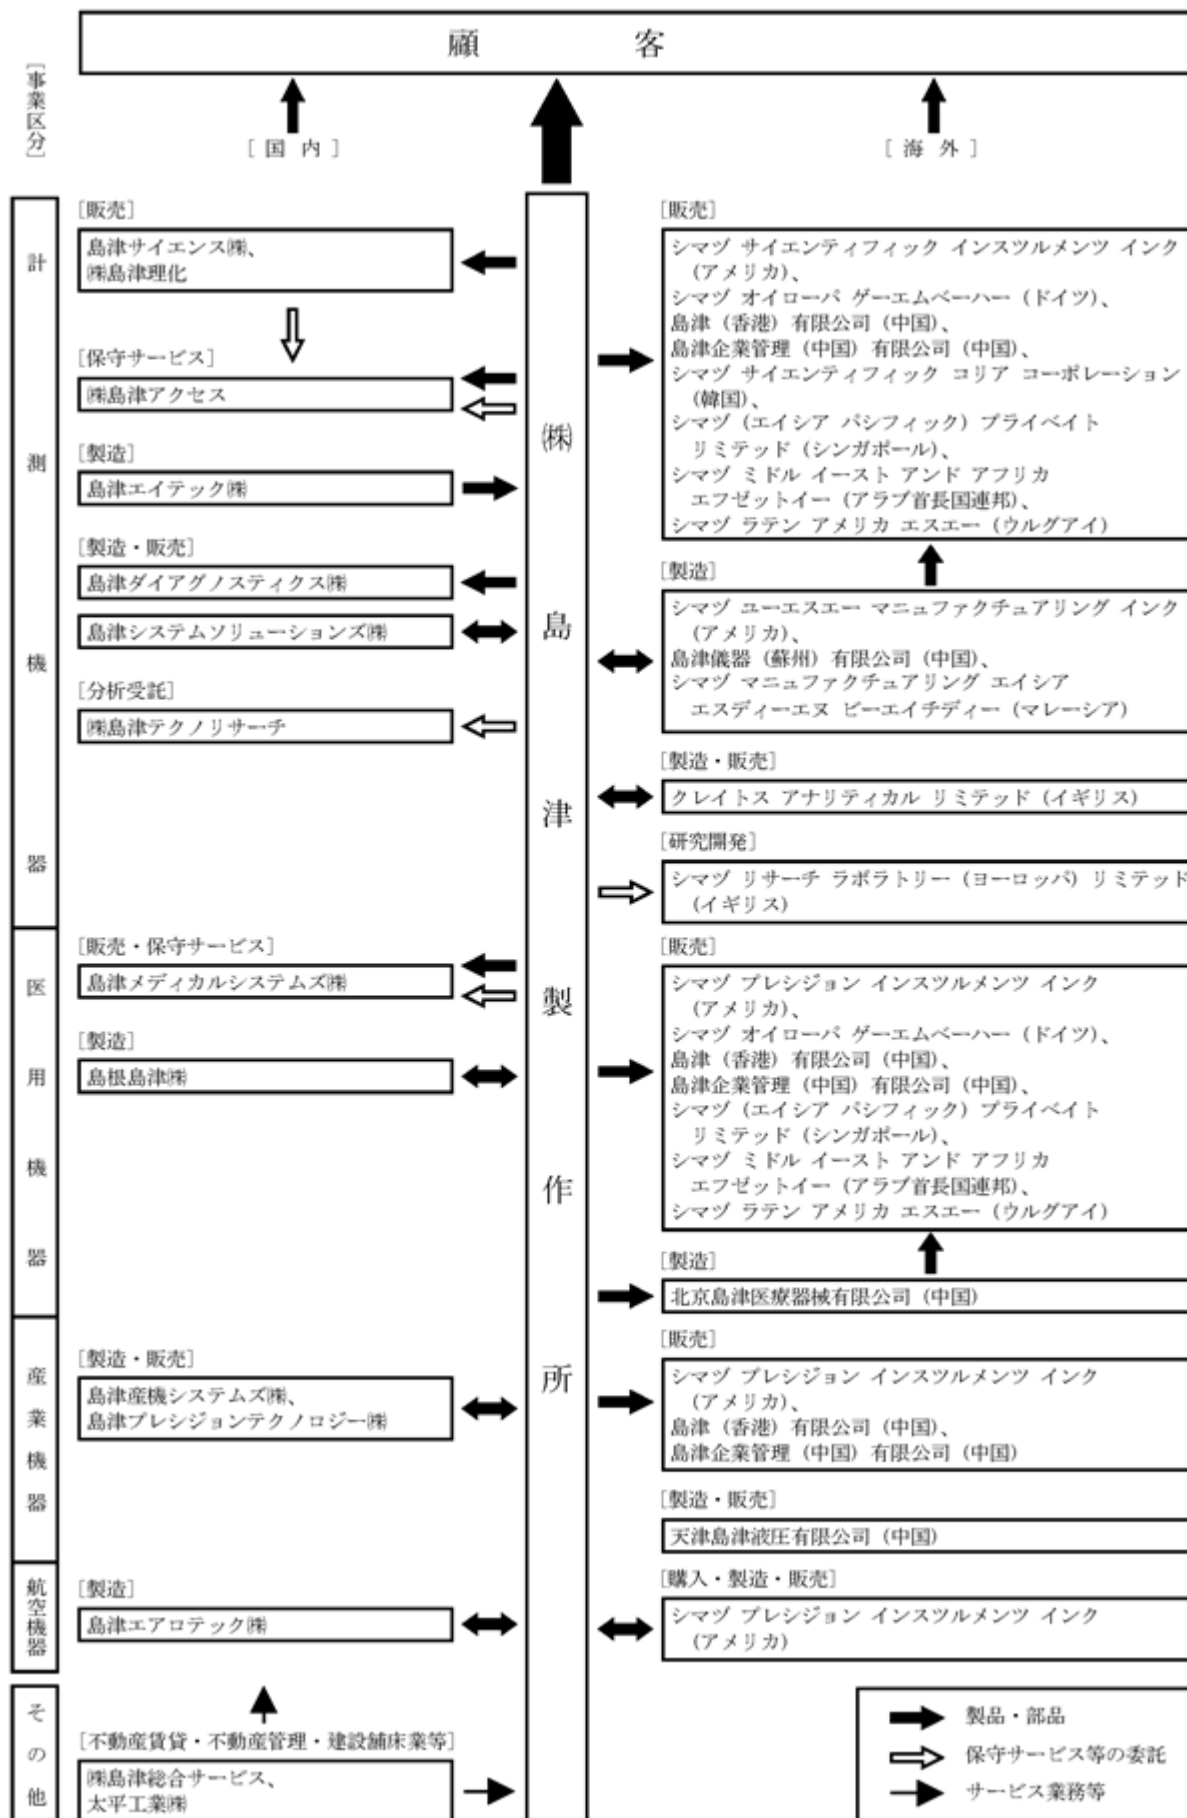 顧客
[事業区分]
[国内]
[海外]
計測機器
[販売]
島津サイエンス㈱、
㈱島津理化
[保守サービス]
㈱島津アクセス
[製造]
島津エイテック㈱
[製造・販売]
島津ダイアグノスティクス㈱
島津システムソリューションズ㈱
[分析受託]
㈱島津テクノリサーチ
医用機器
[販売・保守サービス]
島津メディカルシステムズ㈱
[製造]
島根島津㈱
産業機器
[製造・販売]
島津産機システムズ㈱、
島津プレシジョンテクノロジー㈱
航空機器
[製造]
島津エアロテック㈱
その他
[不動産賃貸・不動産管理・建設舗床業等]
㈱島津総合サービス、
太平工業㈱
㈱島津製作所
[販売]
シマヅ サイエンティフィック インスツルメンツ インク
(アメリカ)、
シマヅ オイローパ ゲーエムベーハー (ドイツ)、
島津 (香港) 有限公司 (中国)、
島津企業管理 (中国) 有限公司 (中国)、
シマヅ サイエンティフィック コリア コーポレーション
(韓国)、
シマヅ (エイシア パシフィック) プライベイト
リミテッド (シンガポール)、
シマヅ ミドル イースト アンド アフリカ
エフゼットイー (アラブ首長国連邦)、
シマヅ ラテン アメリカ エスエー (ウルグアイ)
[製造]
シマヅ ユーエスエー マニュファクチュアリング インク
(アメリカ)、
島津儀器 (蘇州) 有限公司 (中国)、
シマヅ マニュファクチュアリング エイシア
エスディーエヌ ビーエイチディー (マレーシア)
[製造・販売]
クレイトス アナリティカル リミテッド (イギリス)
[研究開発]
シマヅ リサーチ ラボラトリー (ヨーロッパ) リミテッド
(イギリス)
[販売]
シマヅ プレシジョン インスツルメンツ インク
(アメリカ)、
シマヅ オイローパ ゲーエムベーハー (ドイツ)、
島津 (香港) 有限公司 (中国)、
島津企業管理 (中国) 有限公司 (中国)、
シマヅ (エイシア パシフィック) プライベイト
リミテッド (シンガポール)、
シマヅ ミドル イースト アンド アフリカ
エフゼットイー (アラブ首長国連邦)、
シマヅ ラテン アメリカ エスエー (ウルグアイ)
[製造]
北京島津医療器械有限公司 (中国)
[販売]
シマヅ プレシジョン インスツルメンツ インク
(アメリカ)、
島津 (香港) 有限公司 (中国)、
島津企業管理 (中国) 有限公司 (中国)
[製造・販売]
天津島津液圧有限公司 (中国)
[購入・製造・販売]
シマヅ プレシジョン インスツルメンツ インク
(アメリカ)
製品・部品
保守サービス等の委託
サービス業務等